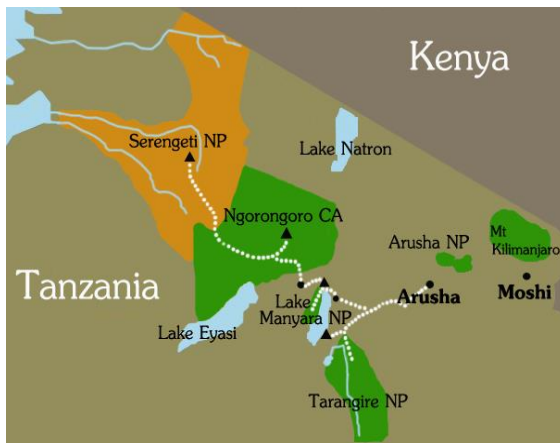 Kenya
Serengeti NP
Lake Natron
Ngorongoro CA
Mt
Kilimanjaro
Arusha NP
Tanzania
Arusha
Moshi
Lake
Manyara NP
Lake Eyasi
Tarangire NP